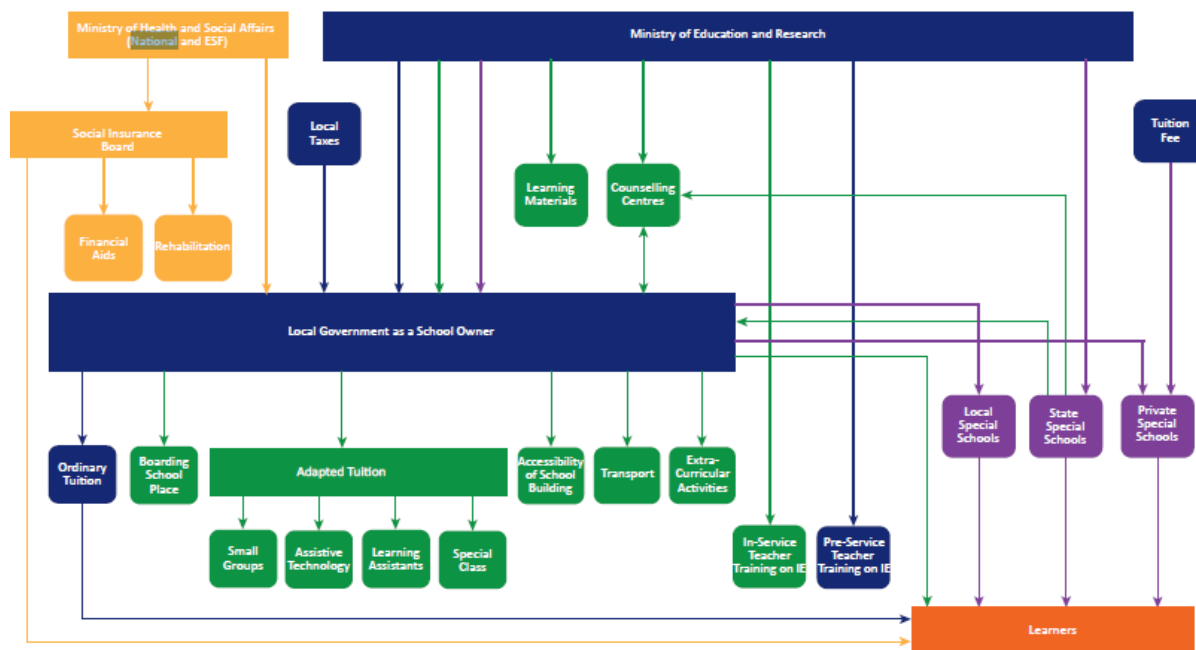 Ministry of Health and Social Affairs
(National and ESF)
Ministry of Education and Research
Social Insurance
Board
Local
Taxes
Tuition
Fee
Learning
Materials
Counselling
Centres
Financial
Aids
Rehabilitation
Local Government as a School Owner
Local
Special
Schools
State
Special
Schools
Private
Special
Schools
Ordinary
Tuition
Boarding
School
Place
Adapted Tuition
Accessibility
of School
Building
Transport
Extra-
Curricular
Activities
Small
Groups
Assistive
Technology
Learning
Assistants
Special
Class
In-Service
Teacher
Training on IE
Pre-Service
Teacher
Training on IE
Learners